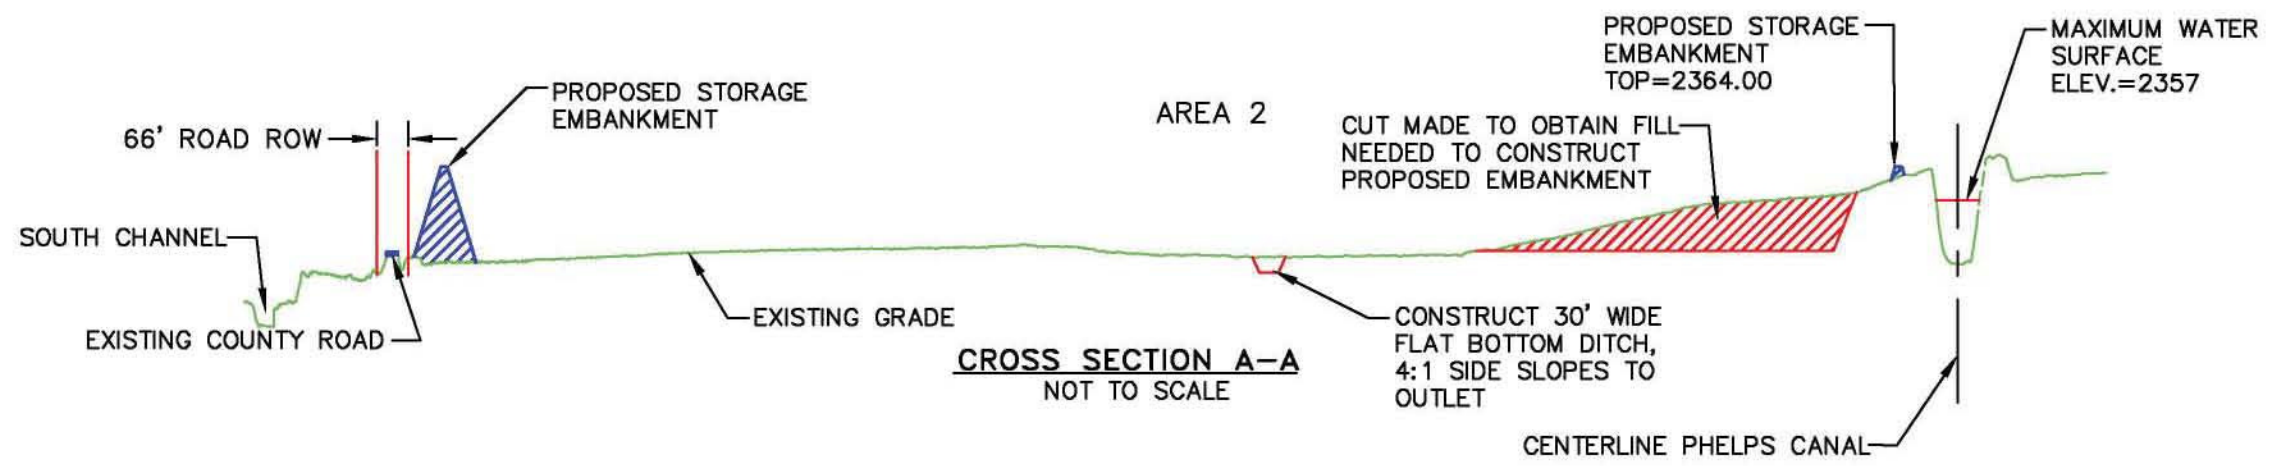 PROPOSED STORAGE
EMBANKMENT
TOP=2364.00
MAXIMUM WATER
SURFACE
ELEV.=2357
PROPOSED STORAGE
EMBANKMENT
AREA 2
66' ROAD ROW
CUT MADE TO OBTAIN FILL
NEEDED TO CONSTRUCT
PROPOSED EMBANKMENT
SOUTH CHANNEL
EXISTING COUNTY ROAD
EXISTING GRADE
CONSTRUCT 30' WIDE
FLAT BOTTOM DITCH,
4:1 SIDE SLOPES TO
OUTLET
CROSS SECTION A-A
NOT TO SCALE
CENTERLINE PHELPS CANAL